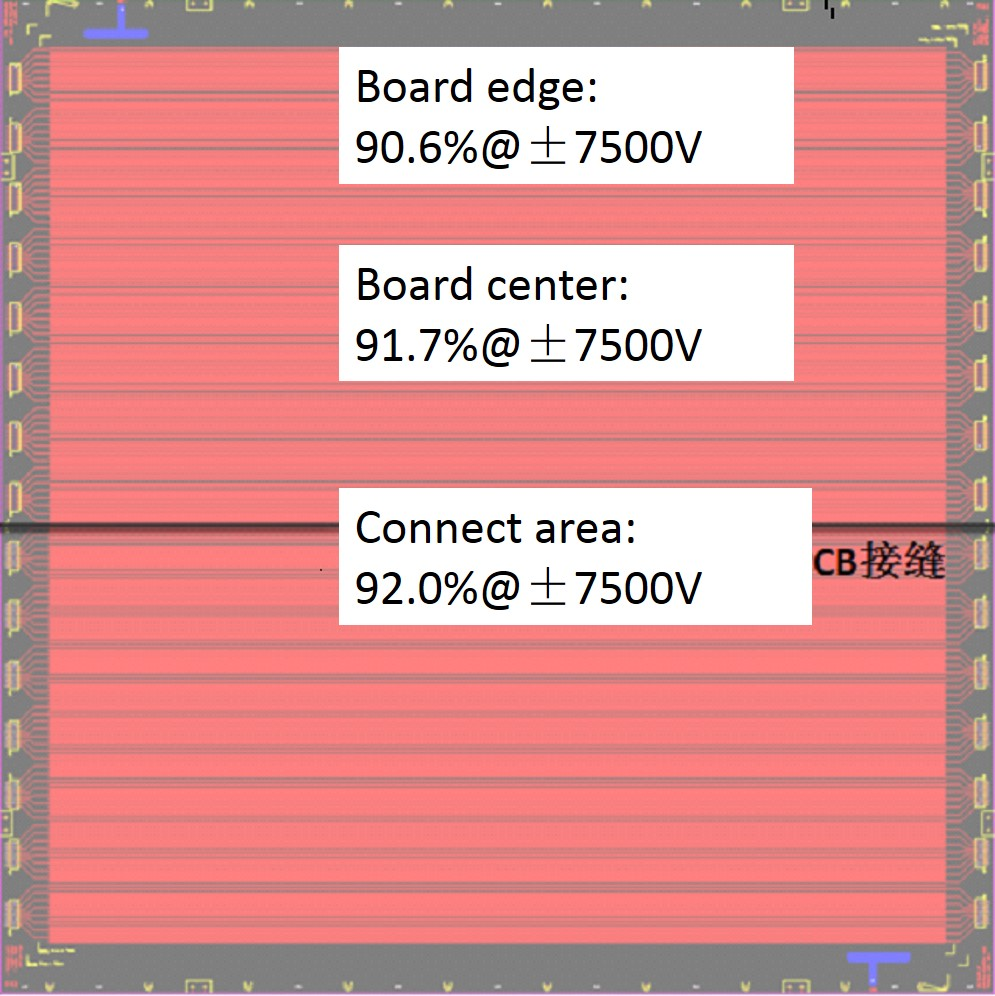 Board edge:
90.6%@±7500V
Board center:
91.7%@±7500V
Connect area:
92.0%@±7500V
CB接缝